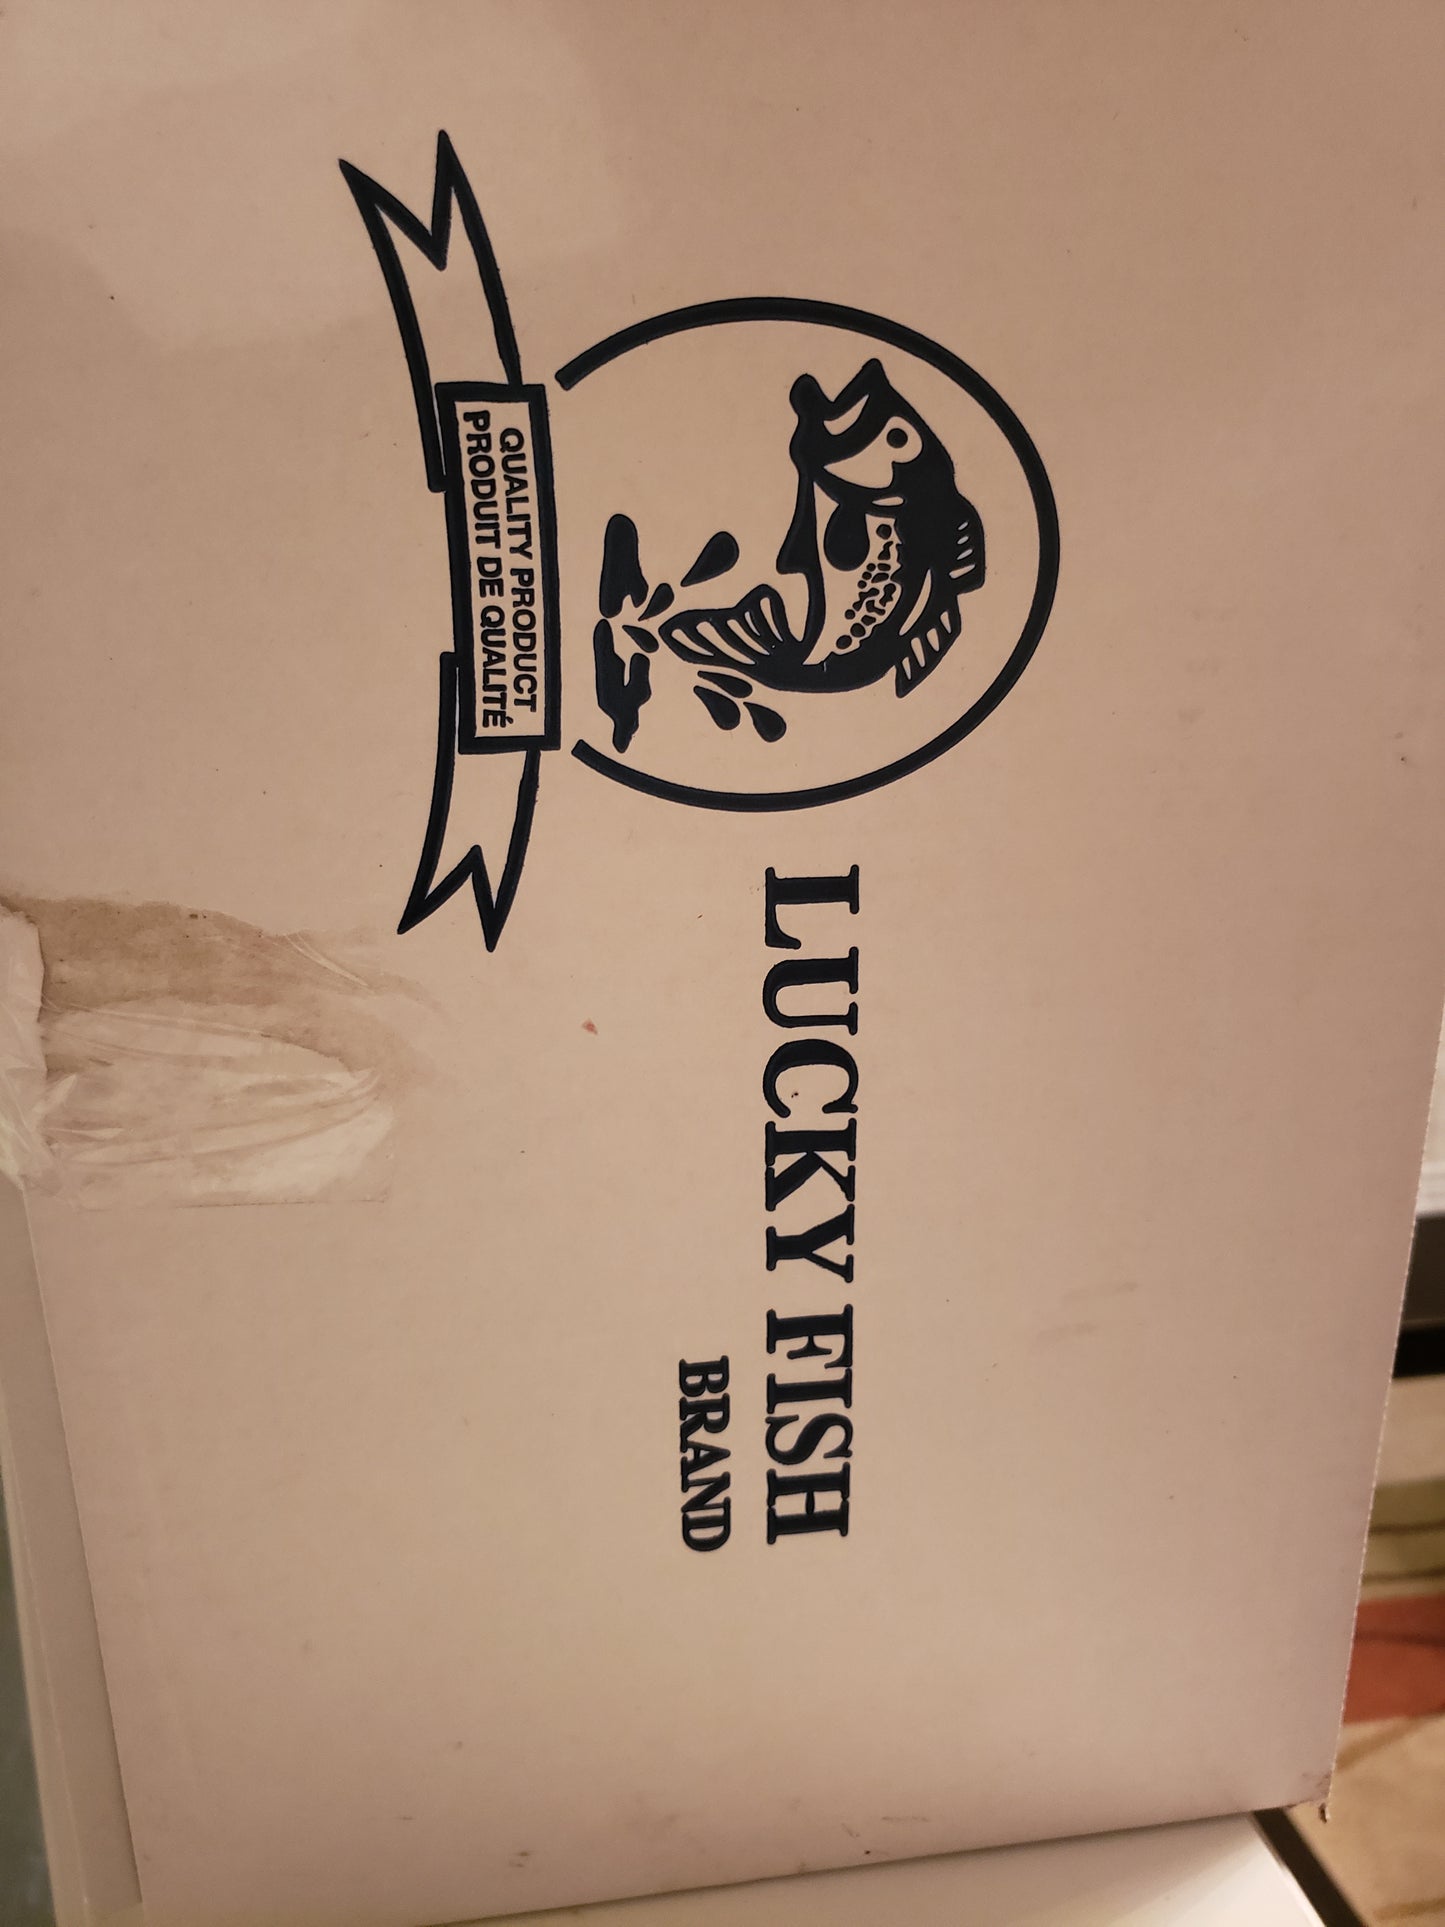 QUALITY PRODUCT
PRODUIT DE QUALITÉ
LUCKY FISH
BRAND